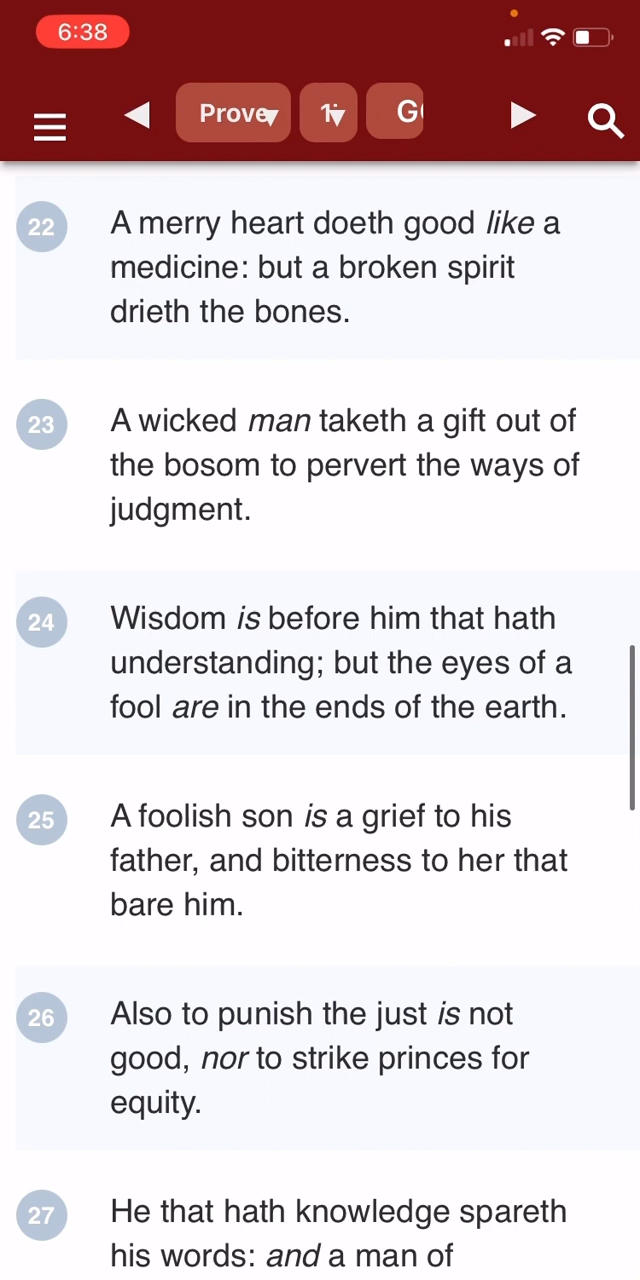 6:38
Prove
1
G
22 A merry heart doeth good like a
medicine: but a broken spirit
drieth the bones.
23 A wicked man taketh a gift out of
the bosom to pervert the ways of
judgment.
24 Wisdom is before him that hath
understanding; but the eyes of a
fool are in the ends of the earth.
25 A foolish son is a grief to his
father, and bitterness to her that
bare him.
26 Also to punish the just is not
good, nor to strike princes for
equity.
27 He that hath knowledge spareth
his words: and a man of